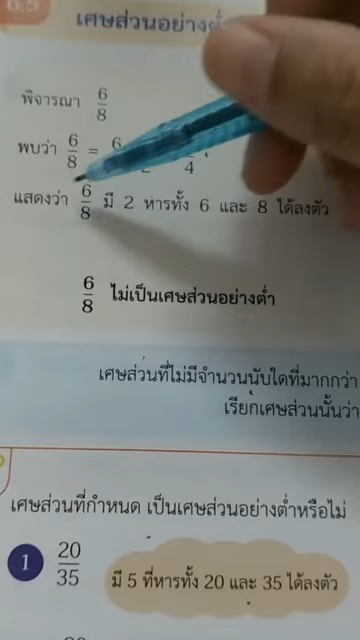 6.5 เศษส่วนอย่าง
พิจารณา 6/8
พบว่า 6/8 = 6 2 4
แสดงว่า 6/8 มี 2 หารทั้ง 6 และ 8 ได้ลงตัว
6/8 ไม่เป็นเศษส่วนอย่างต่ำ
เศษส่วนที่ไม่มีจำนวนนับใดที่มากกว่า
เรียกเศษส่วนนั้นว่า
เศษส่วนที่กำหนด เป็นเศษส่วนอย่างต่ำหรือไม่
1 20/35 มี 5 ที่หารทั้ง 20 และ 35 ได้ลงตัว